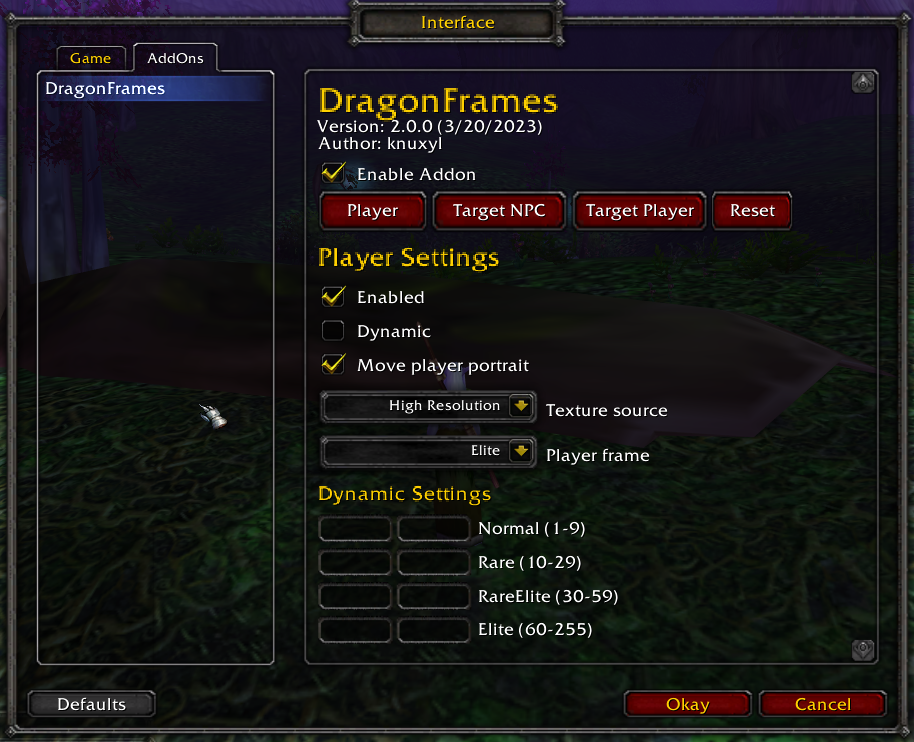 Interface
Game
AddOns
DragonFrames
DragonFrames
Version: 2.0.0 (3/20/2023)
Author: knuxyl
Enable Addon
Player
Target NPC
Target Player
Reset
Player Settings
Enabled
Dynamic
Move player portrait
High Resolution
Texture source
Elite
Player frame
Dynamic Settings
Normal (1-9)
Rare (10-29)
RareElite (30-59)
Elite (60-255)
Defaults
Okay
Cancel